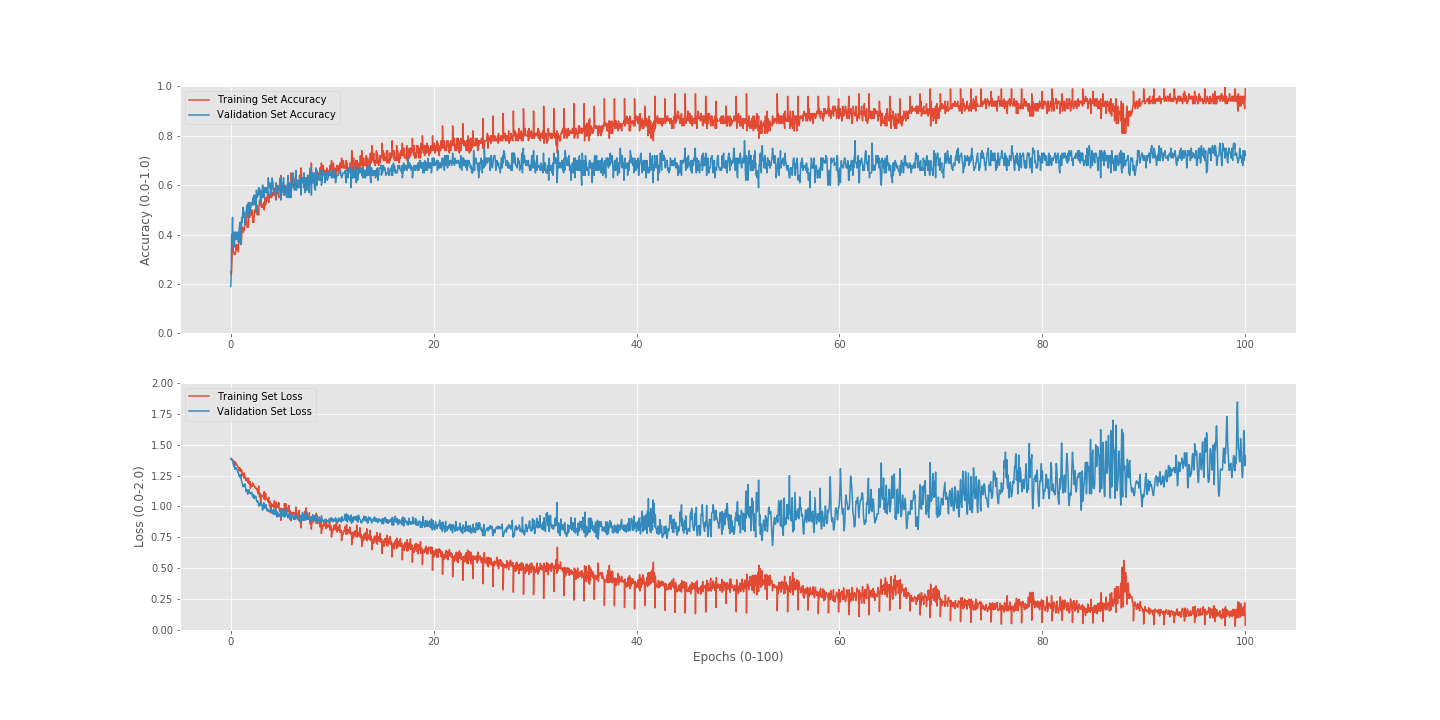 1.0
Training Set Accuracy
Validation Set Accuracy
0.8
0.6
0.4
0.2
0.0
Accuracy (0.0-1.0)
0 20 40 60 80 100
2.00
Training Set Loss
Validation Set Loss
1.75
1.50
1.25
1.00
0.75
0.50
0.25
0.00
Loss (0.0-2.0)
0 20 40 60 80 100
Epochs (0-100)